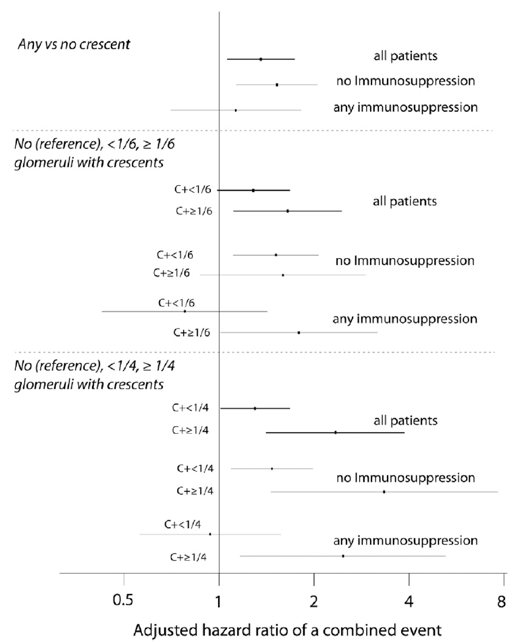 Any vs no crescent
all patients
no Immunosuppression
any immunosuppression
No (reference), <1/6, ≥ 1/6
glomeruli with crescents
C+<1/6
all patients
C+≥1/6
C+<1/6
no Immunosuppression
C+≥1/6
C+<1/6
any immunosuppression
C+≥1/6
No (reference), <1/4, ≥ 1/4
glomeruli with crescents
C+<1/4
all patients
C+≥1/4
C+<1/4
no Immunosuppression
C+≥1/4
C+<1/4
any immunosuppression
C+≥1/4
0.5 1 2 4 8
Adjusted hazard ratio of a combined event